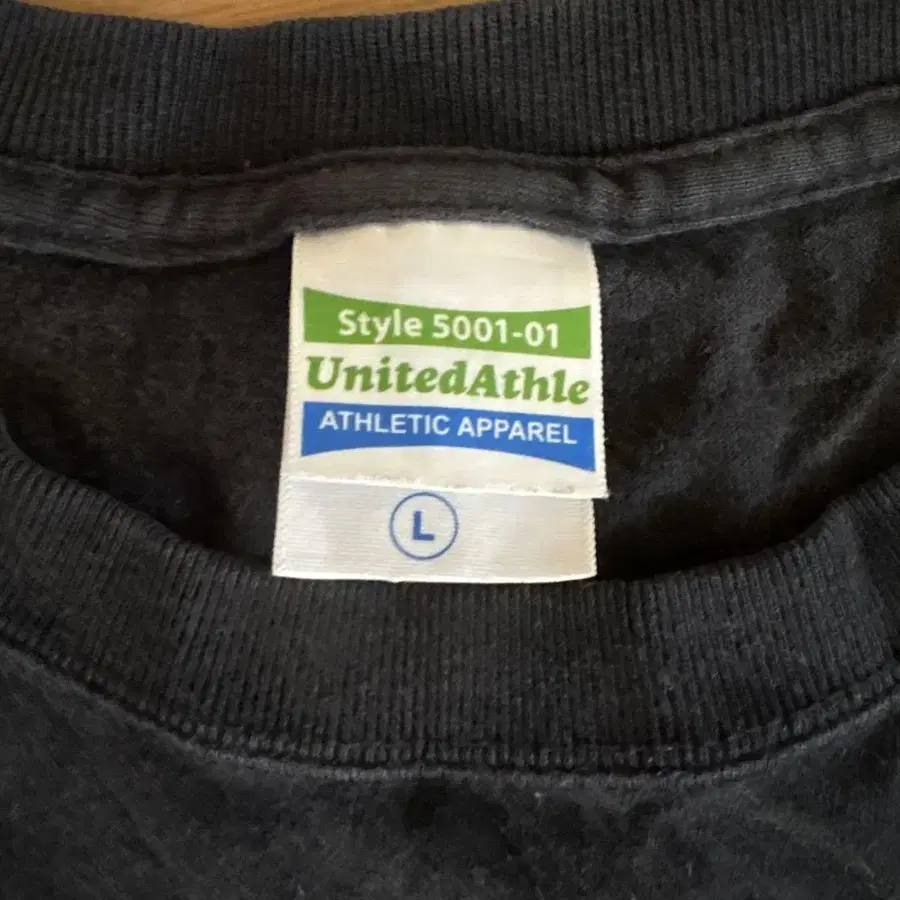 Style 5001-01
UnitedAthle
ATHLETIC APPAREL
L